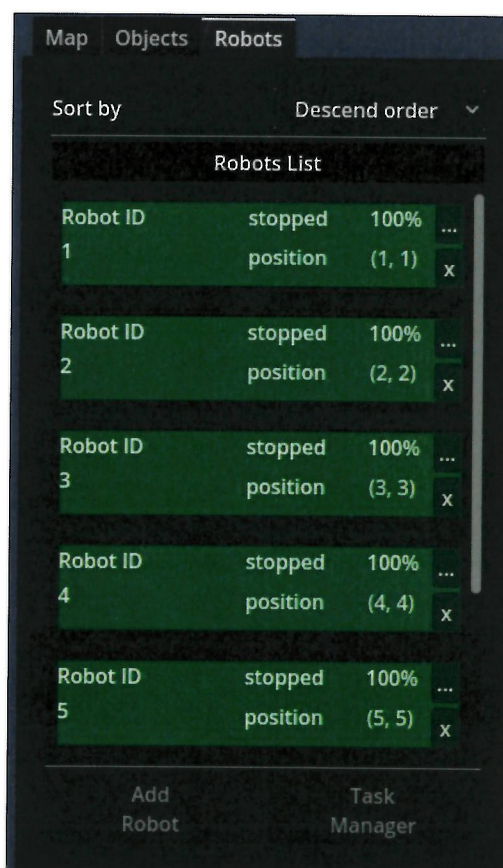 Map Objects Robots
Sort by Descend order
Robots List
Robot ID stopped 100% ...
1 position (1, 1) x
Robot ID stopped 100% ...
2 position (2, 2) x
Robot ID stopped 100% ...
3 position (3, 3) x
Robot ID stopped 100% ...
4 position (4, 4) x
Robot ID stopped 100% ...
5 position (5, 5) x
Add Task
Robot Manager